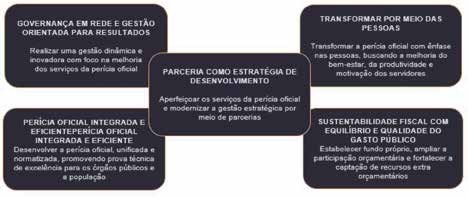 GOVERNANÇA EM REDE E GESTÃO
ORIENTADA PARA RESULTADOS
Realizar uma gestão dinâmica e
inovadora com foco na melhoria
dos serviços da perícia oficial
TRANSFORMAR POR MEIO DAS
PESSOAS
Transformar a perícia oficial com ênfase
nas pessoas, buscando a melhoria do
bem-estar, da produtividade e
motivação dos servidores
PARCERIA COMO ESTRATÉGIA DE
DESENVOLVIMENTO
Aperfeiçoar os serviços da perícia oficial
e modernizar a gestão estratégica por
meio de parcerias
PERÍCIA OFICIAL INTEGRADA E
EFICIENTEPERÍCIA OFICIAL
INTEGRADA E EFICIENTE
Desenvolver a perícia oficial, unificada e
normatizada, promovendo prova técnica
de excelência para os órgãos públicos e
a população
SUSTENTABILIDADE FISCAL COM
EQUILÍBRIO E QUALIDADE DO
GASTO PÚBLICO
Estabelecer fundo próprio, ampliar a
participação orçamentária e fortalecer a
captação de recursos extra
orçamentários